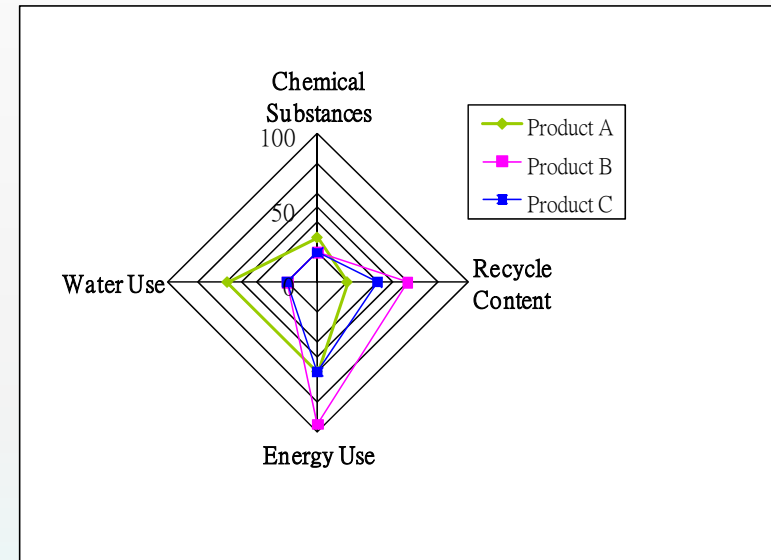 Chemical
Substances
100
50
0
Water Use
Recycle
Content
Energy Use
Product A
Product B
Product C